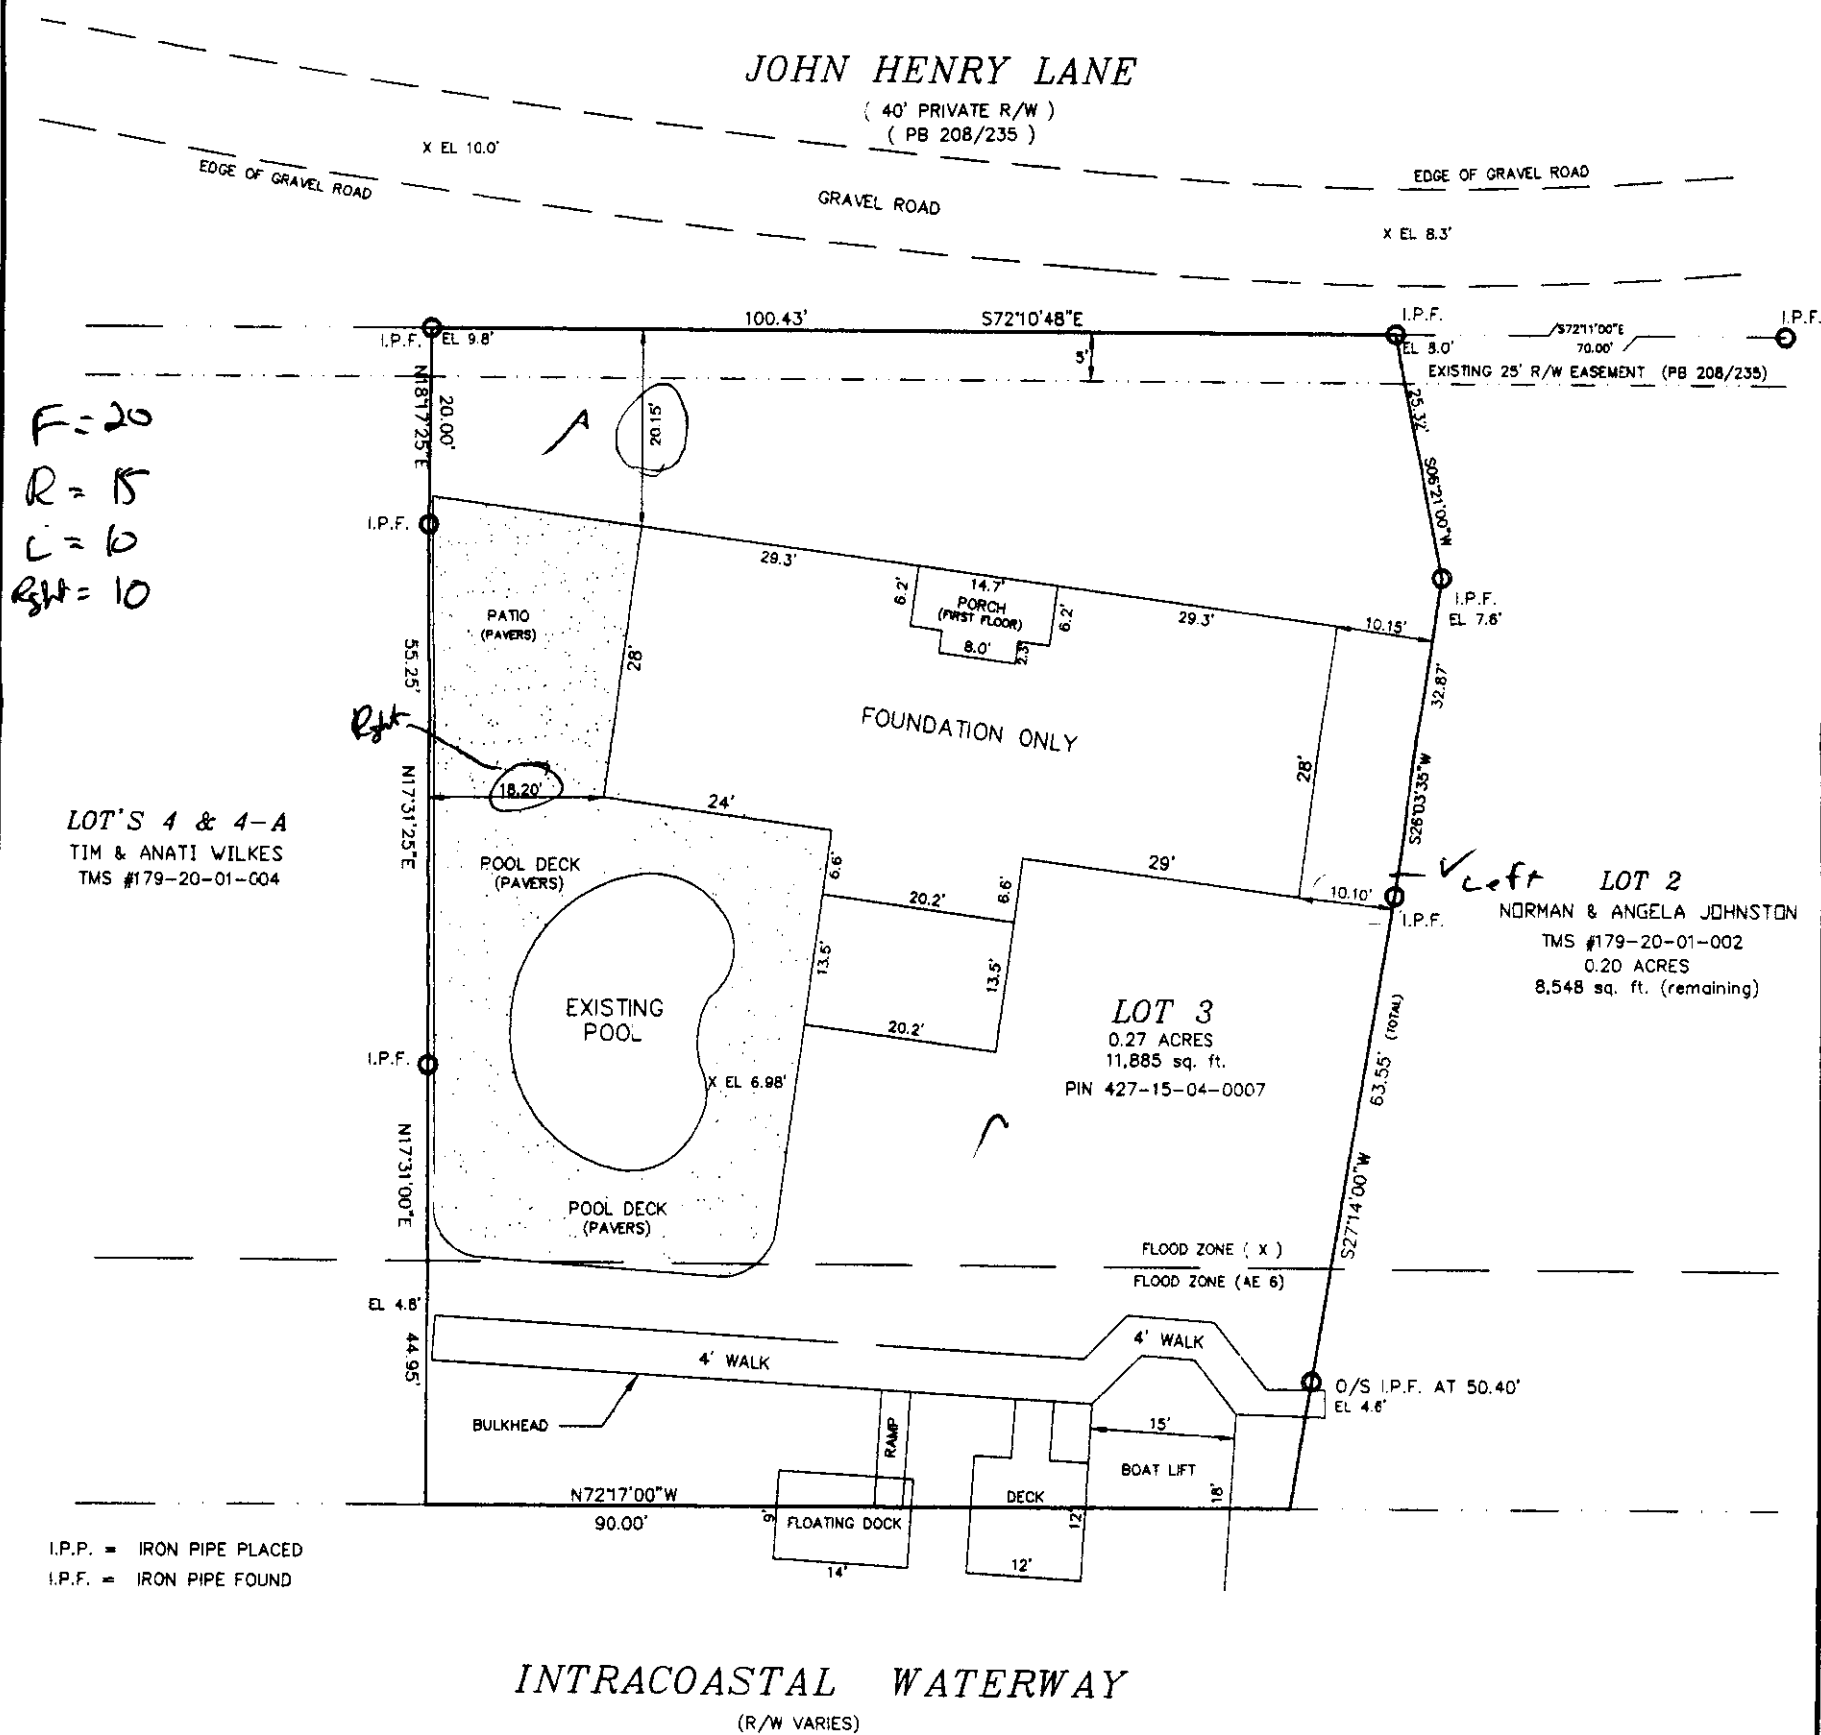 JOHN HENRY LANE
( 40' PRIVATE R/W )
( PB 208/235 )
X EL 10.0'
EDGE OF GRAVEL ROAD
GRAVEL ROAD
EDGE OF GRAVEL ROAD
X EL 8.3'
100.43'
S72°10'48"E
I.P.F.
I.P.F.
S72°11'00"E
70.00'
I.P.F.
EL 9.8'
5'
EXISTING 25' R/W EASEMENT (PB 208/235)
N18°17'25"E
20.00'
20.15'
A
25.37'
S06°21'00"W
F = 20
R = 15
L = 10
Right = 10
I.P.F.
29.3'
6.2'
14.7'
PORCH
(FIRST FLOOR)
6.2'
8.0'
2.3'
29.3'
10.15'
I.P.F.
EL 7.6'
PATIO
(PAVERS)
28'
55.25'
32.87'
FOUNDATION ONLY
Right
18.20'
24'
28'
N17°31'25"E
S26°03'35"W
LOT'S 4 & 4-A
TIM & ANATI WILKES
TMS #179-20-01-004
POOL DECK
(PAVERS)
6.6'
20.2'
6.6'
29'
10.10'
I.P.F.
✓ Left
LOT 2
NORMAN & ANGELA JOHNSTON
TMS #179-20-01-002
0.20 ACRES
8,548 sq. ft. (remaining)
13.5'
13.5'
20.2'
EXISTING
POOL
X EL 6.98'
I.P.F.
LOT 3
0.27 ACRES
11,885 sq. ft.
PIN 427-15-04-0007
63.55' (TOTAL)
N17°31'00"E
S27°14'00"W
POOL DECK
(PAVERS)
FLOOD ZONE ( X )
FLOOD ZONE (AE 6)
EL 4.8'
44.95'
4' WALK
4' WALK
O/S I.P.F. AT 50.40'
EL 4.6'
BULKHEAD
RAMP
15'
BOAT LIFT
18'
N72°17'00"W
90.00'
9'
FLOATING DOCK
14'
DECK
12'
12'
I.P.P. = IRON PIPE PLACED
I.P.F. = IRON PIPE FOUND
INTRACOASTAL WATERWAY
(R/W VARIES)